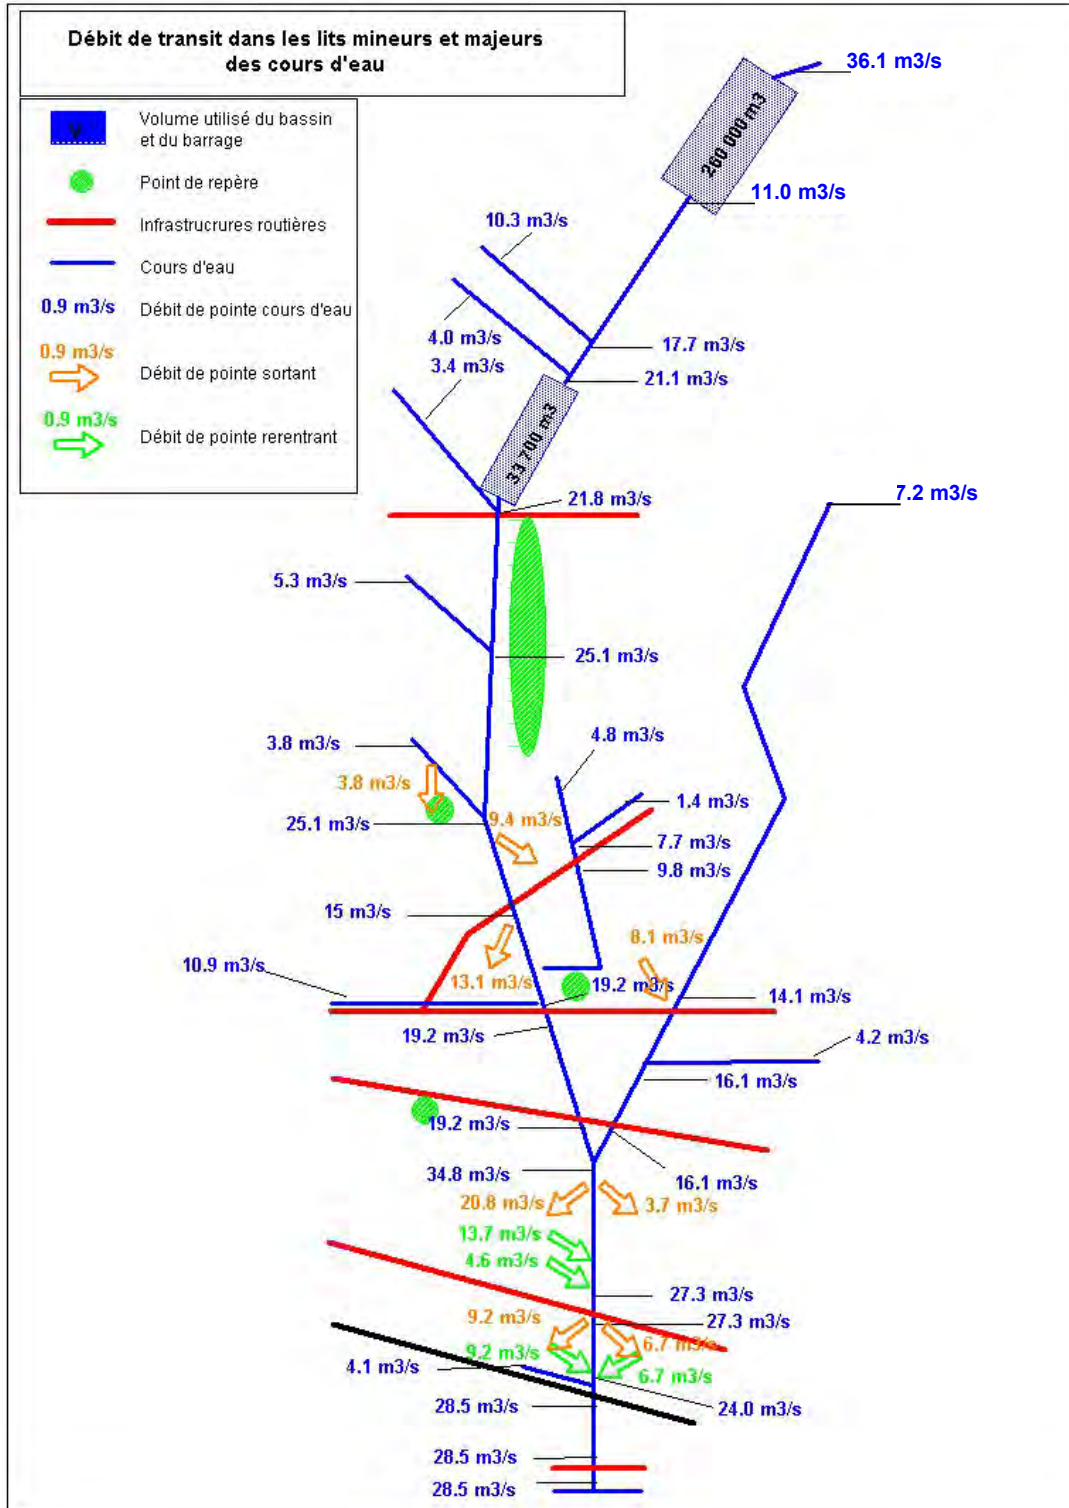 Débit de transit dans les lits mineurs et majeurs
des cours d'eau
V
Volume utilisé du bassin
et du barrage
Point de repère
Infrastrucrures routières
Cours d'eau
0.9 m3/s
Débit de pointe cours d'eau
0.9 m3/s
Débit de pointe sortant
0.9 m3/s
Débit de pointe rerentrant
36.1 m3/s
260 000 m3
11.0 m3/s
10.3 m3/s
4.0 m3/s
17.7 m3/s
3.4 m3/s
21.1 m3/s
33 700 m3
21.8 m3/s
7.2 m3/s
5.3 m3/s
25.1 m3/s
3.8 m3/s
4.8 m3/s
3.8 m3/s
1.4 m3/s
25.1 m3/s
9.4 m3/s
7.7 m3/s
9.8 m3/s
15 m3/s
8.1 m3/s
10.9 m3/s
13.1 m3/s
19.2 m3/s
14.1 m3/s
19.2 m3/s
4.2 m3/s
16.1 m3/s
19.2 m3/s
34.8 m3/s
16.1 m3/s
20.8 m3/s
3.7 m3/s
13.7 m3/s
4.6 m3/s
27.3 m3/s
9.2 m3/s
27.3 m3/s
9.2 m3/s
6.7 m3/s
4.1 m3/s
6.7 m3/s
28.5 m3/s
24.0 m3/s
28.5 m3/s
28.5 m3/s